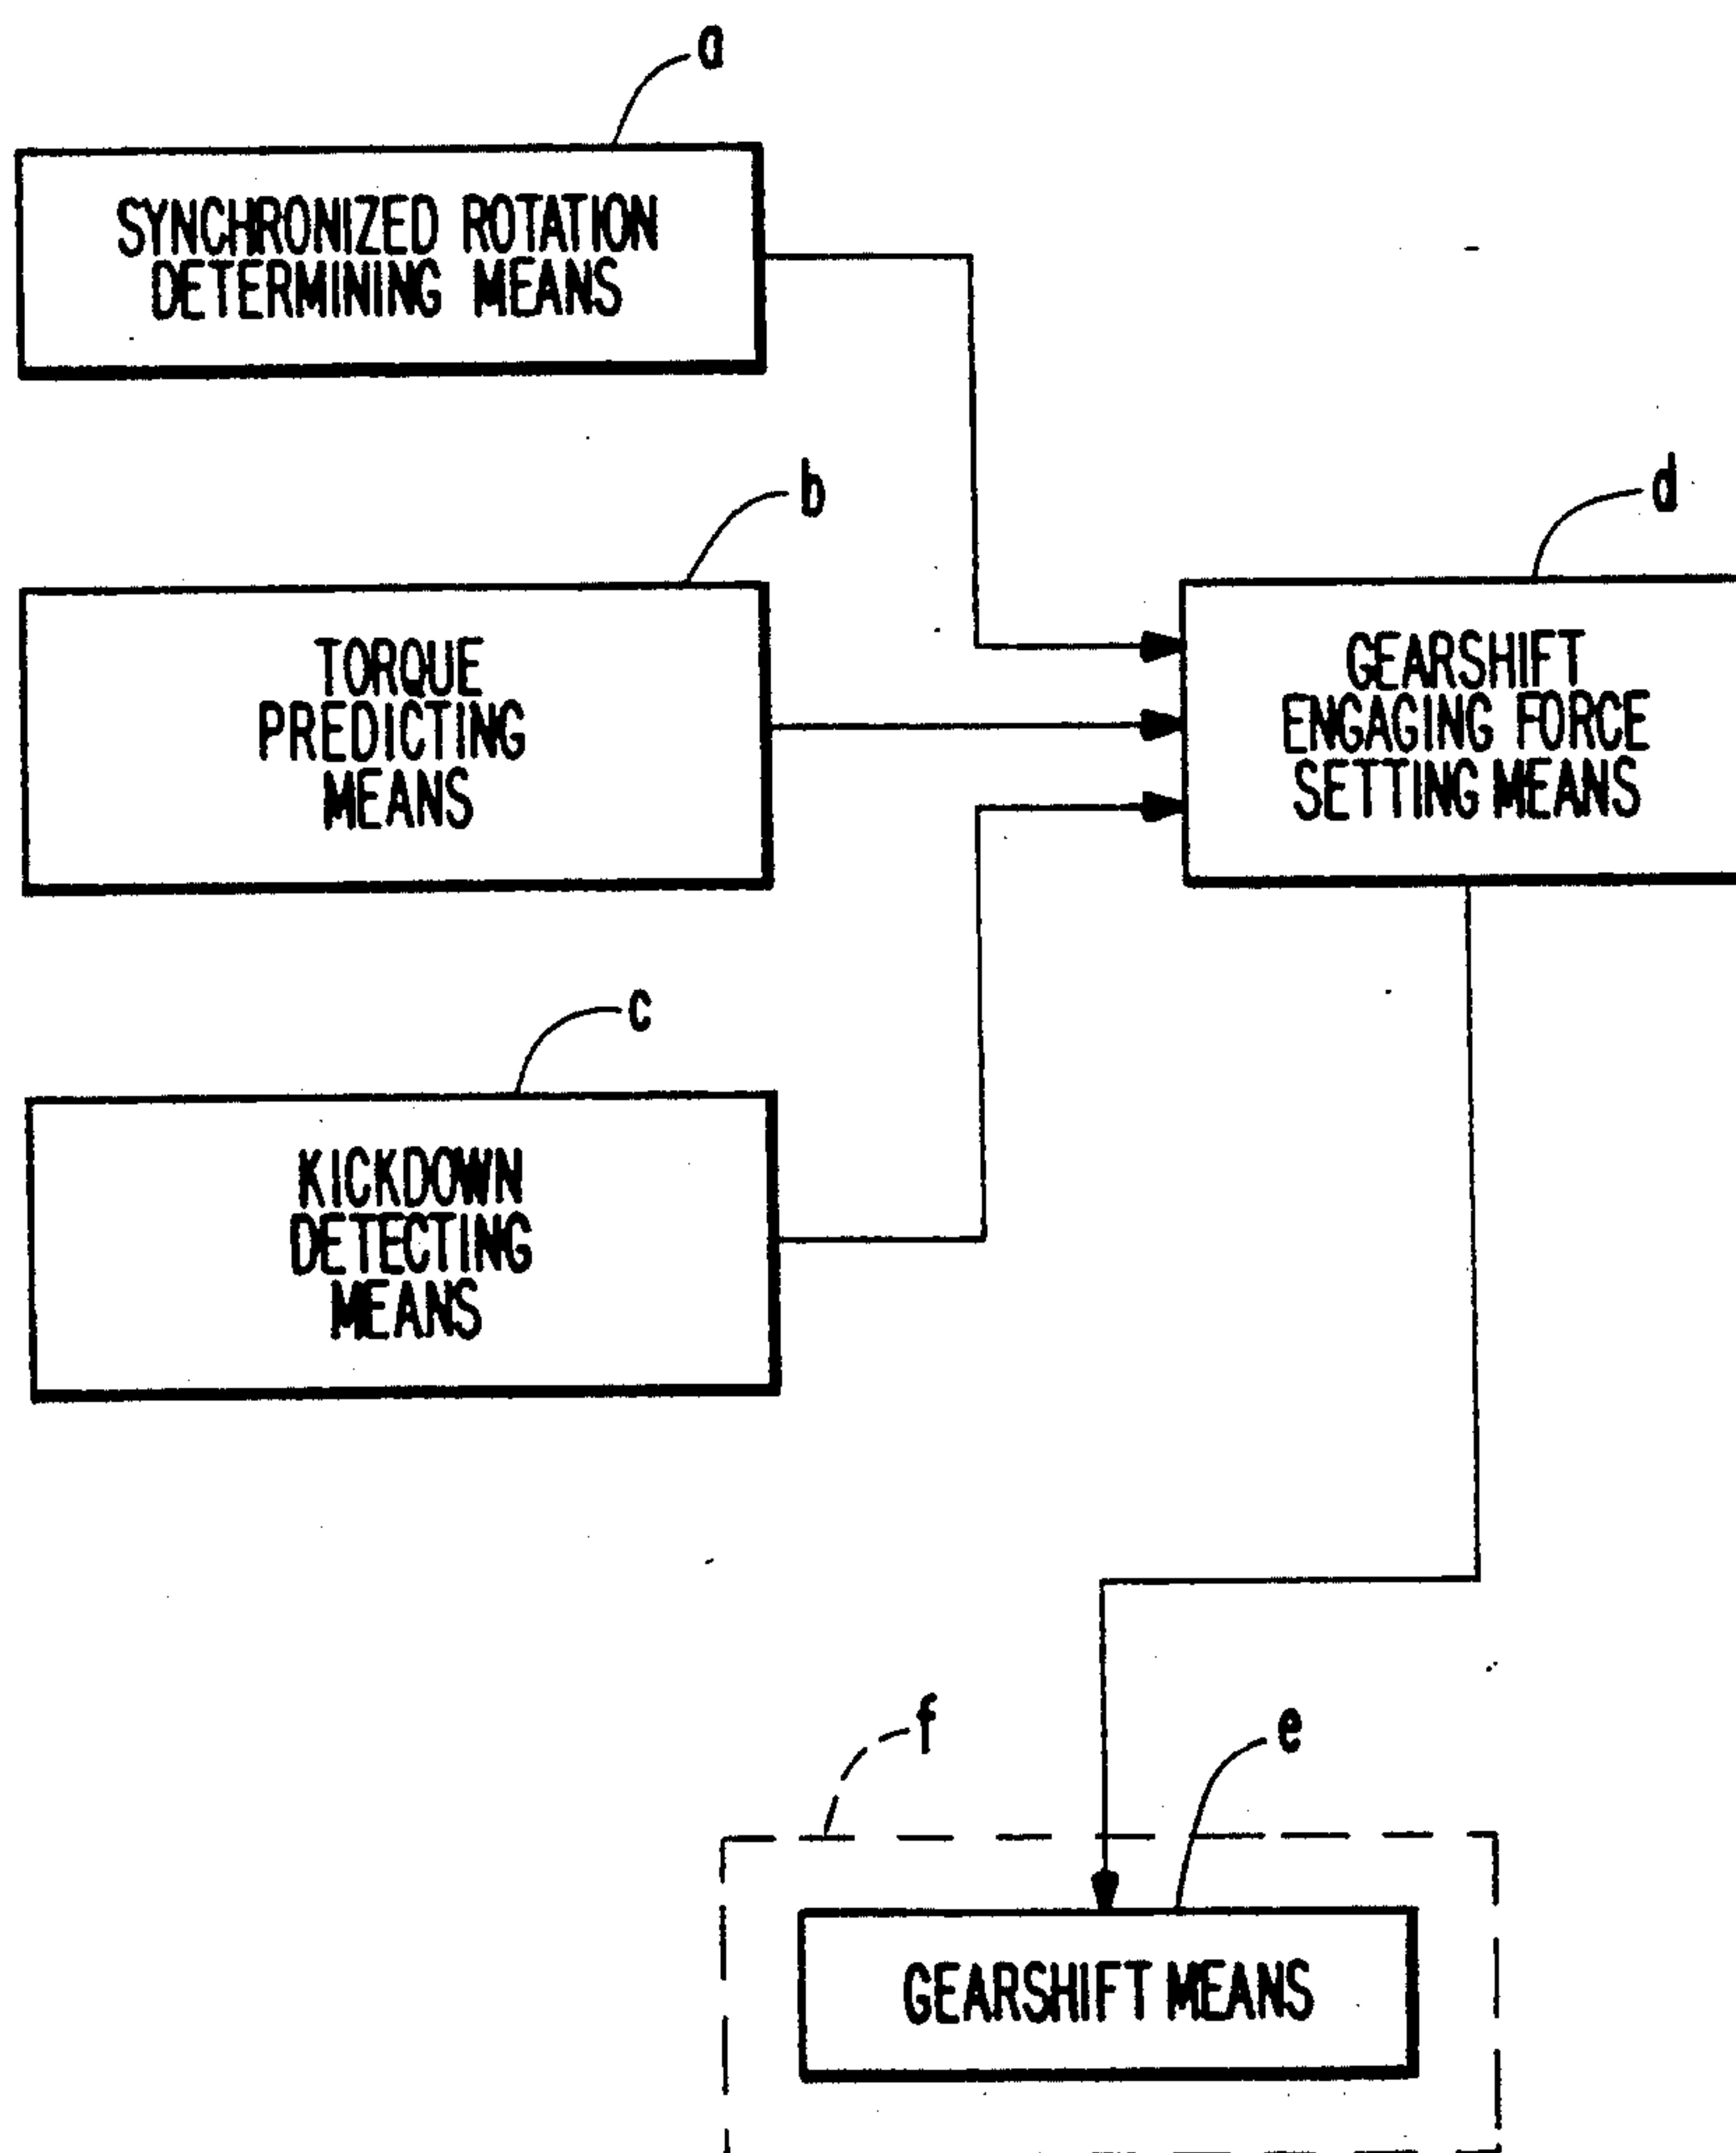 a
SYNCHRONIZED ROTATION
DETERMINING MEANS
b
TORQUE
PREDICTING
MEANS
d
GEARSHIFT
ENGAGING FORCE
SETTING MEANS
c
KICKDOWN
DETECTING
MEANS
f
e
GEARSHIFT MEANS